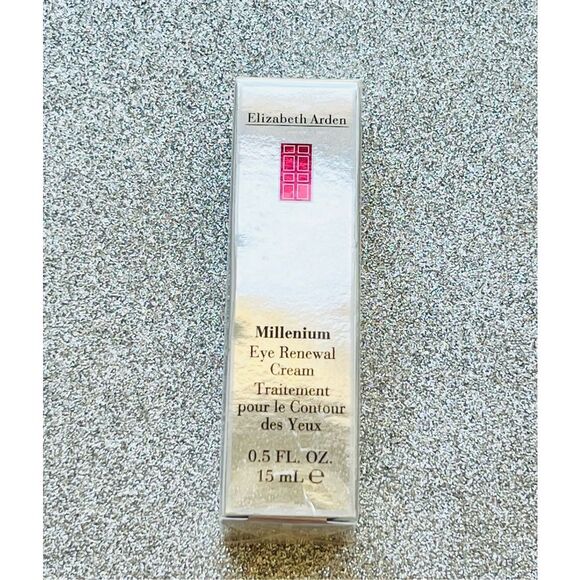 Elizabeth Arden
Millenium
Eye Renewal
Cream
Traitement
pour le Contour
des Yeux
0.5 FL. OZ.
15 mL ℮